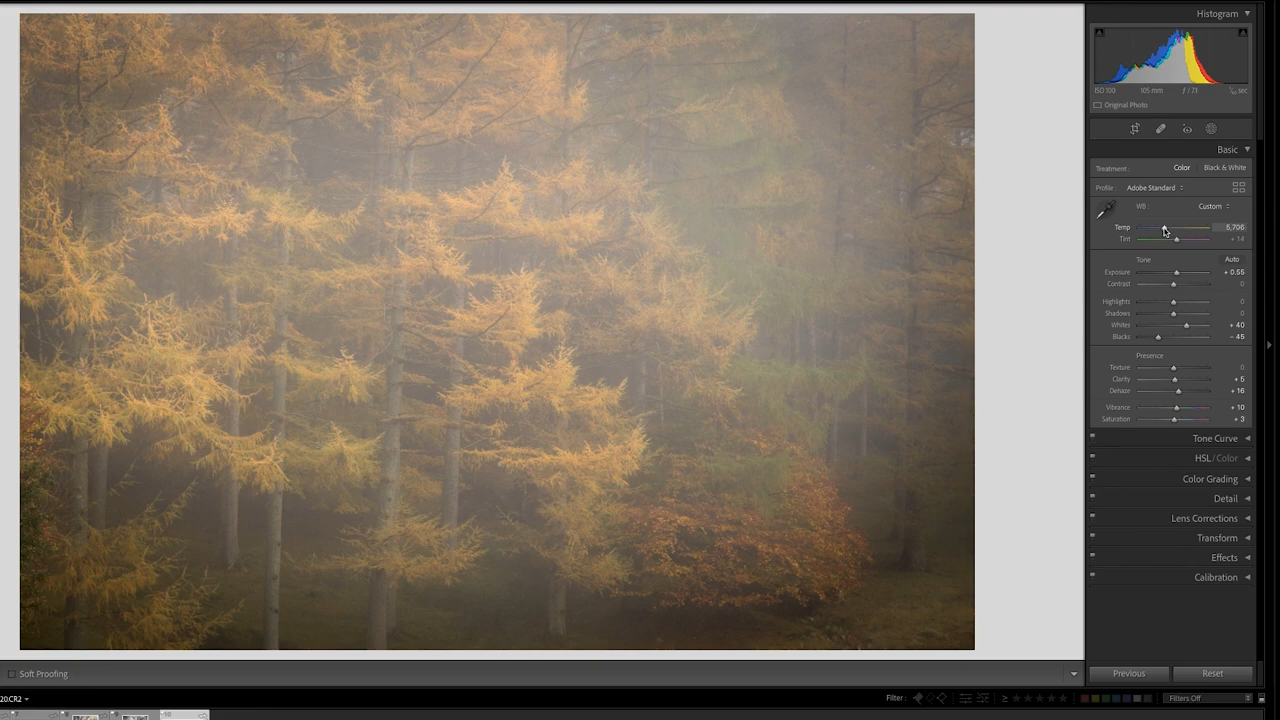 Histogram
ISO 100 105 mm ƒ / 7.1 sec
Original Photo
Basic
Treatment : Color Black & White
Profile : Adobe Standard
WB : Custom
Temp 5,706
Tint + 14
Tone Auto
Exposure + 0.55
Contrast 0
Highlights 0
Shadows 0
Whites + 40
Blacks − 45
Presence
Texture 0
Clarity + 5
Dehaze + 16
Vibrance + 10
Saturation + 3
Tone Curve
HSL / Color
Color Grading
Detail
Lens Corrections
Transform
Effects
Calibration
Soft Proofing
Previous Reset
20.CR2
Filter : ≥ Filters Off